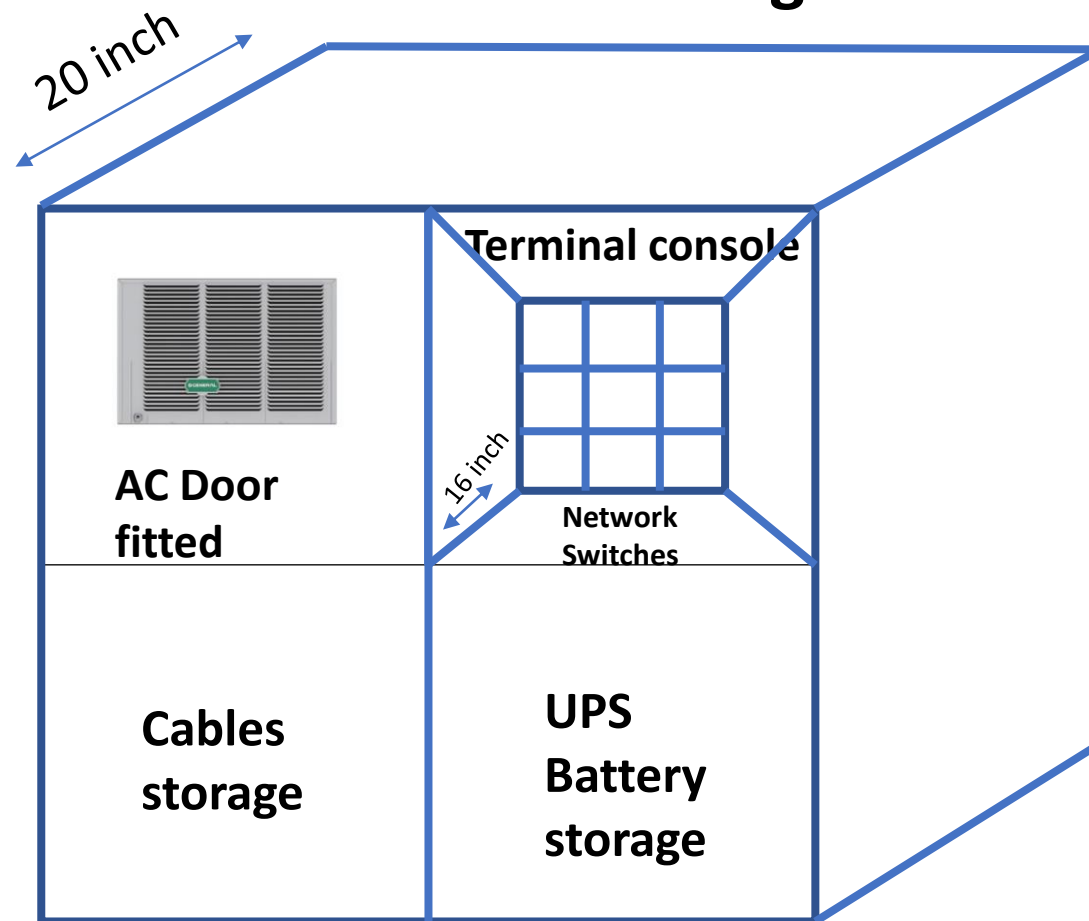 20 inch
Terminal console
16 inch
Network
Switches
AC Door
fitted
Cables
storage
UPS
Battery
storage